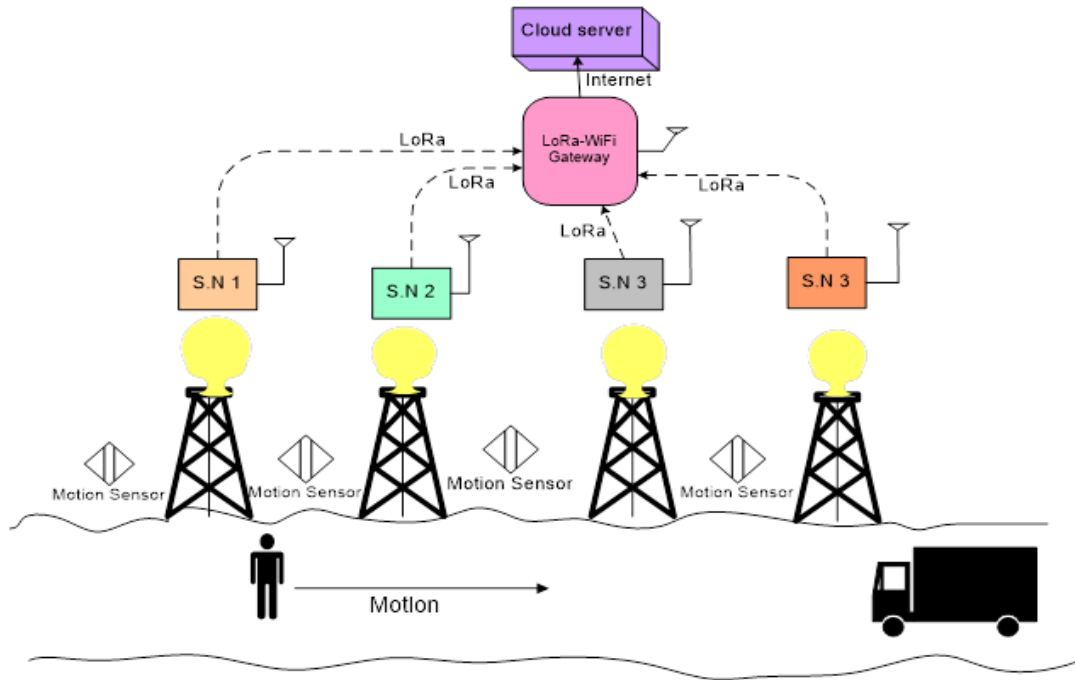 Cloud server
Internet
LoRa-WiFi
Gateway
LoRa
LoRa
LoRa
LoRa
S.N 1
S.N 2
S.N 3
S.N 3
Motion Sensor
Motion Sensor
Motion Sensor
Motion Sensor
Motion